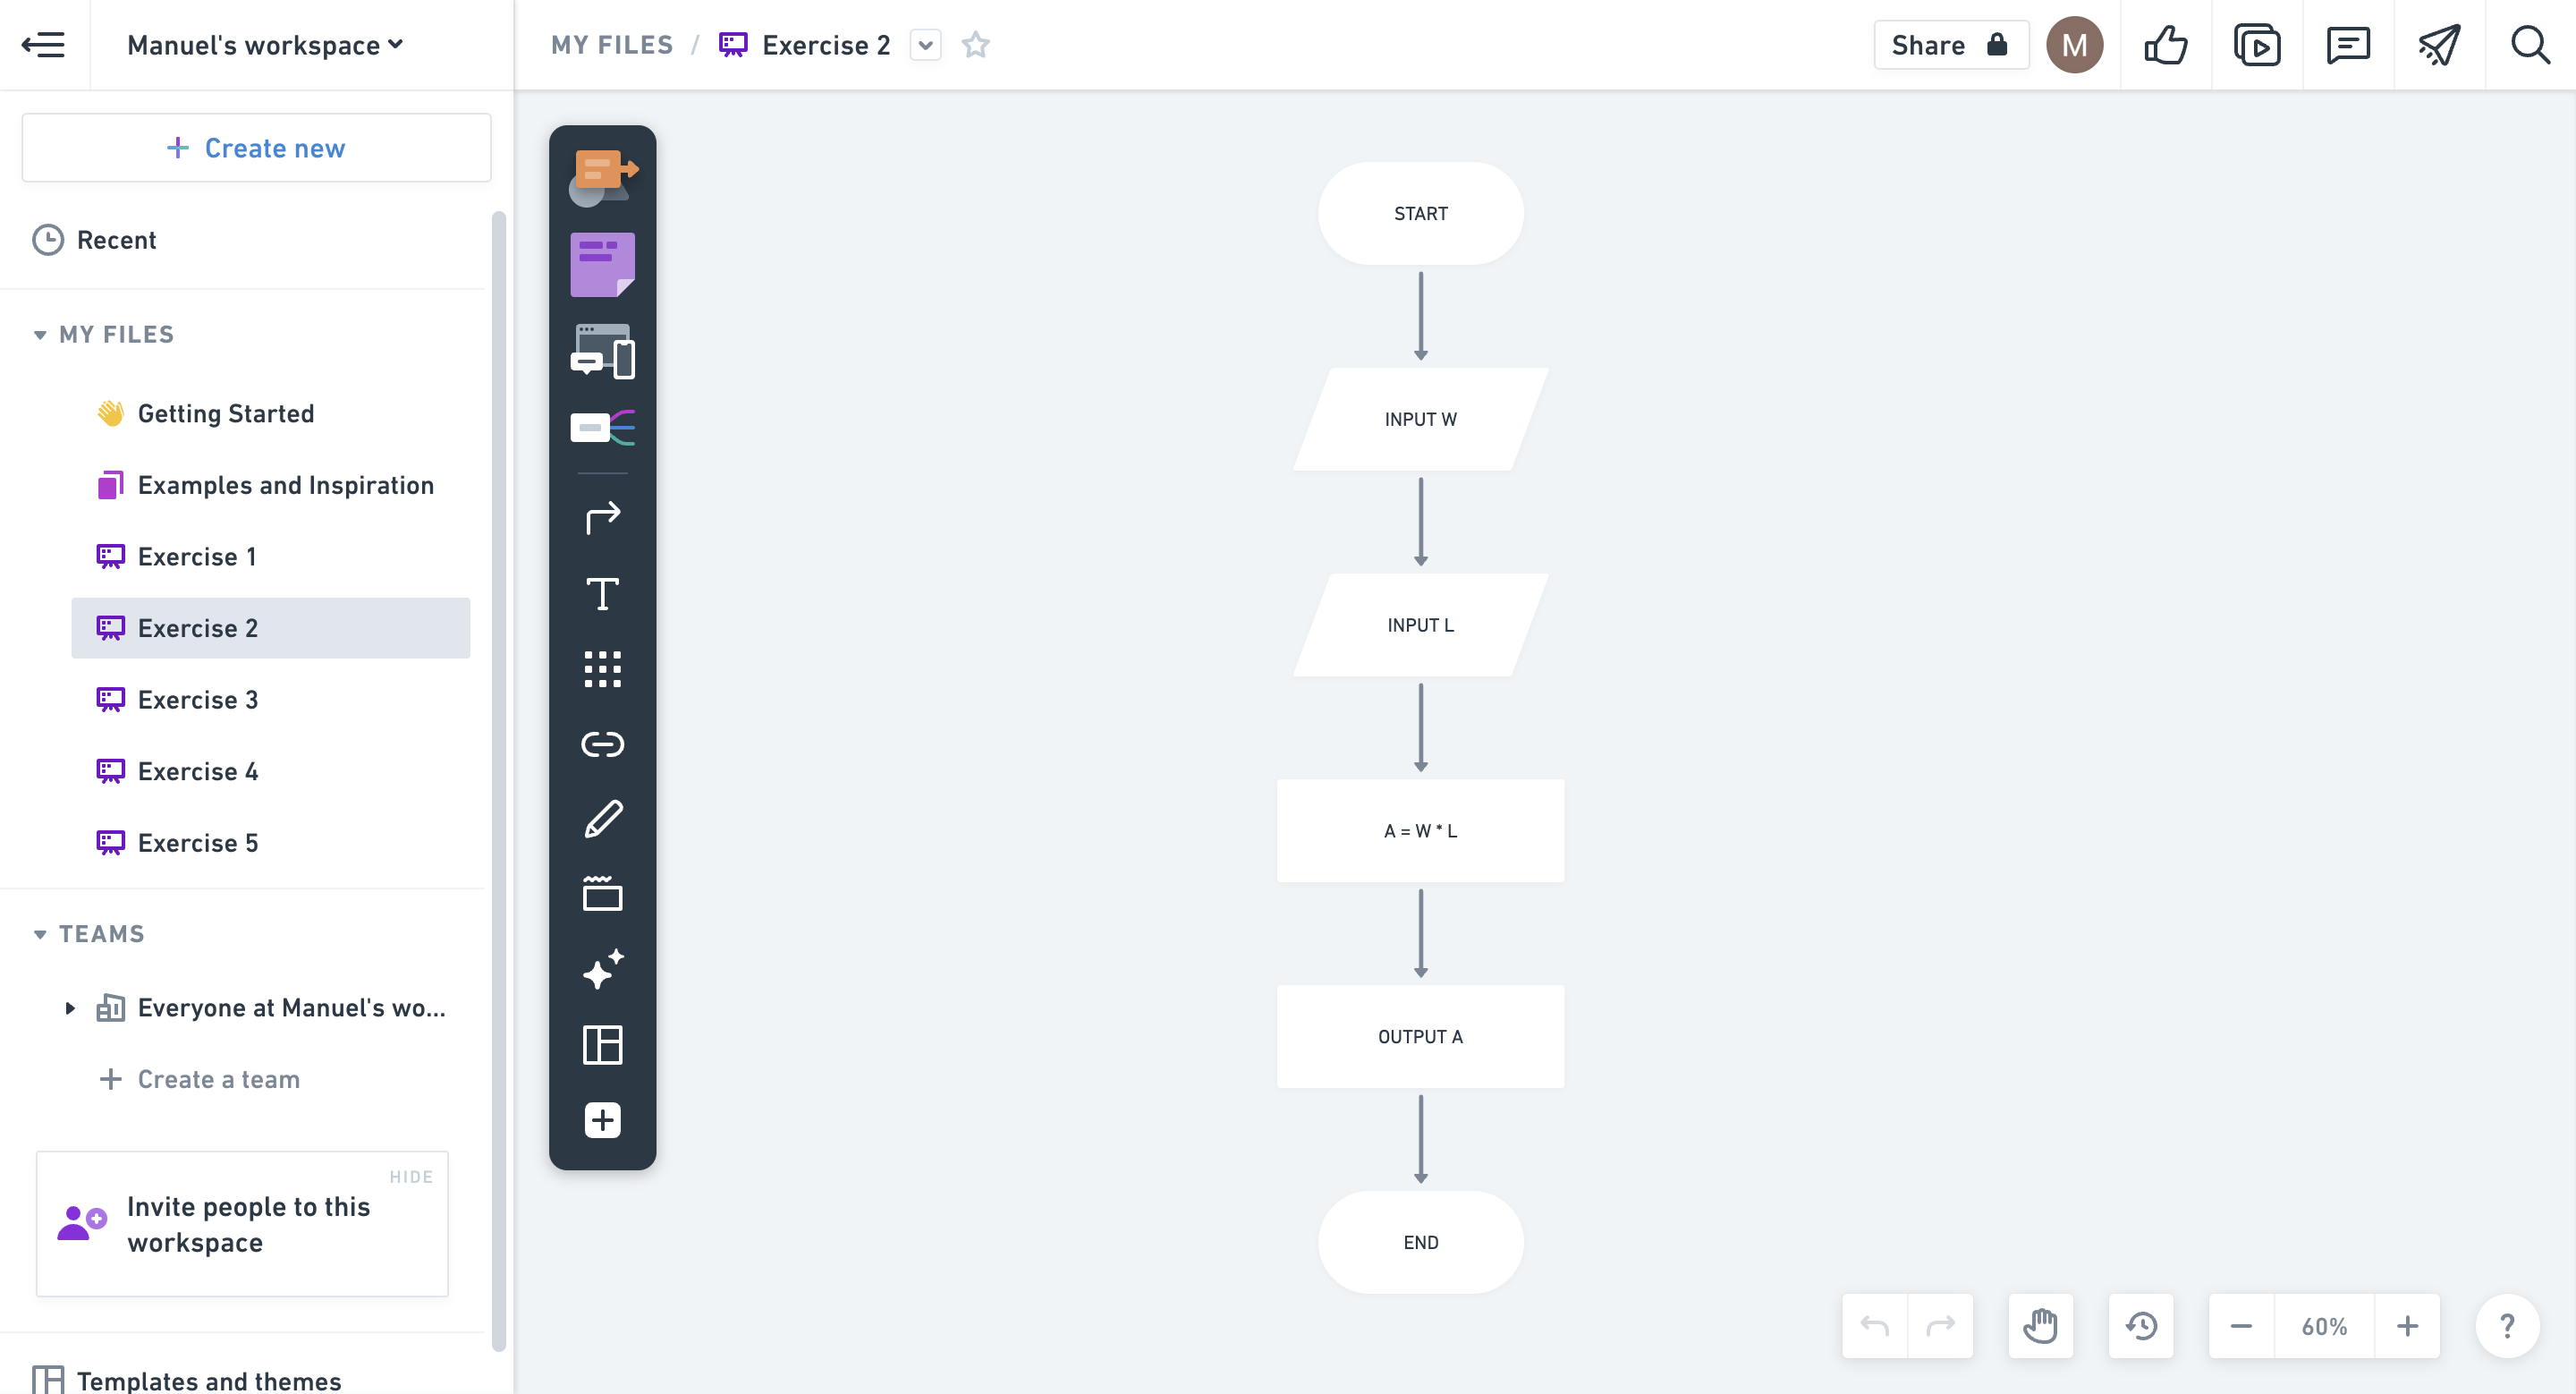 Manuel's workspace
MY FILES / Exercise 2
Share
M
Create new
Recent
MY FILES
Getting Started
Examples and Inspiration
Exercise 1
Exercise 2
Exercise 3
Exercise 4
Exercise 5
TEAMS
Everyone at Manuel's wo...
Create a team
HIDE
Invite people to this
workspace
Templates and themes
T
START
INPUT W
INPUT L
A = W * L
OUTPUT A
END
60%
?